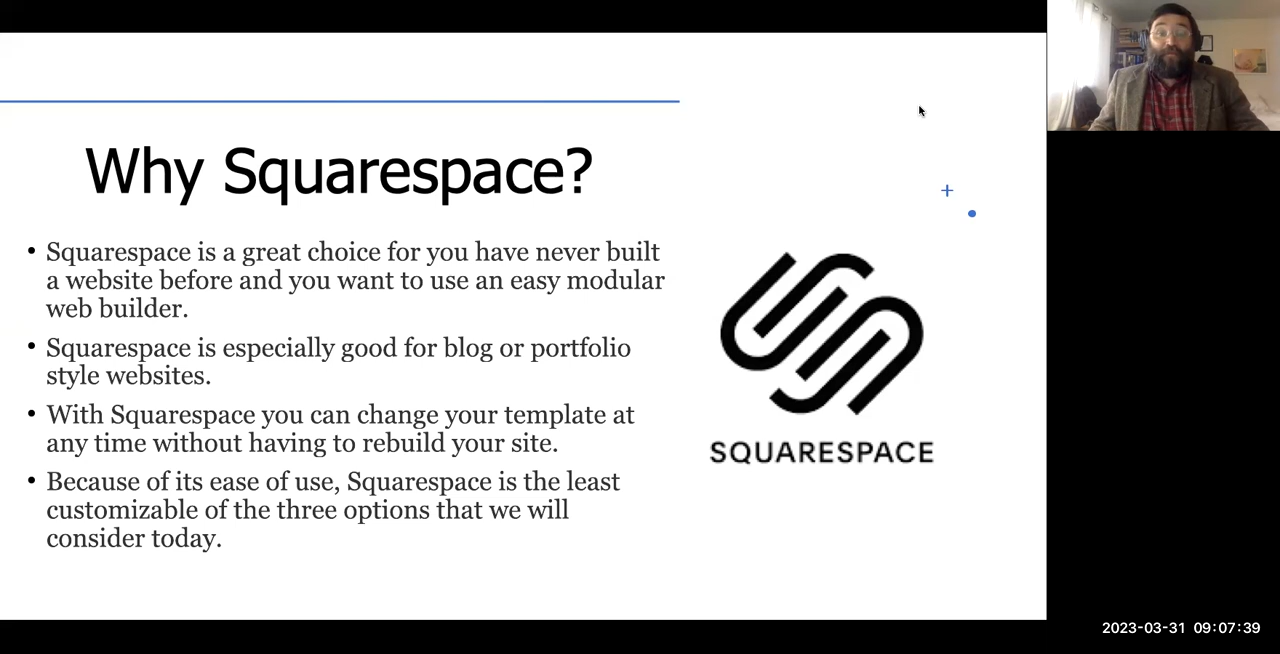 Why Squarespace?
• Squarespace is a great choice for you have never built
a website before and you want to use an easy modular
web builder.
• Squarespace is especially good for blog or portfolio
style websites.
• With Squarespace you can change your template at
any time without having to rebuild your site.
• Because of its ease of use, Squarespace is the least
customizable of the three options that we will
consider today.
SQUARESPACE
2023-03-31 09:07:39